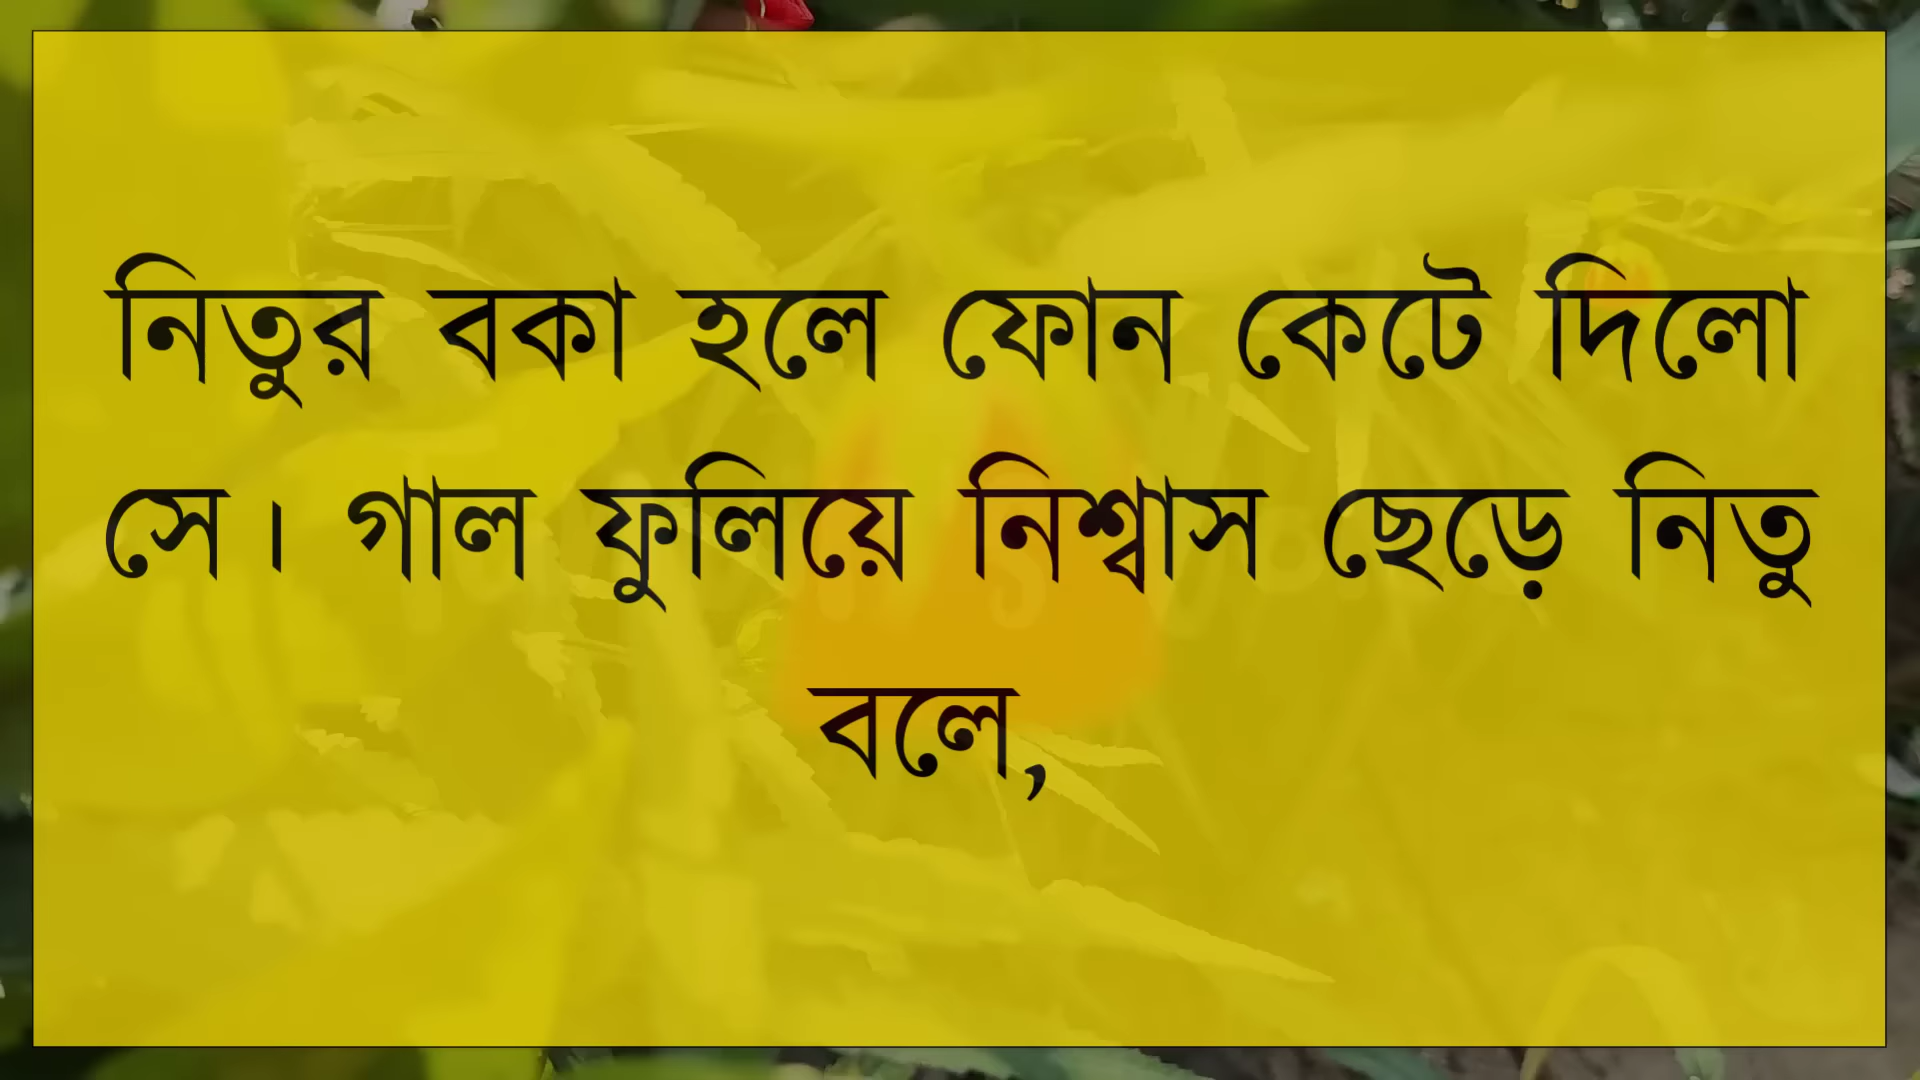 নিতুর বকা হলে ফোন কেটে দিলো
সে। গাল ফুলিয়ে নিশ্বাস ছেড়ে নিতু
বলে,